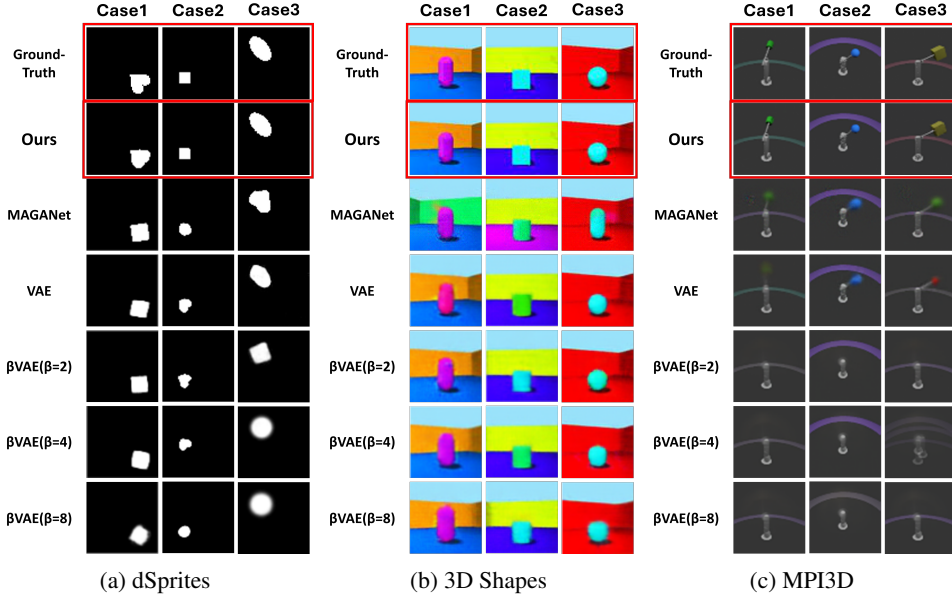 Case1 Case2 Case3 Case1 Case2 Case3 Case1 Case2 Case3
Ground-
Truth
Ground-
Truth
Ground-
Truth
Ours Ours Ours
MAGANet MAGANet MAGANet
VAE VAE VAE
βVAE(β=2) βVAE(β=2) βVAE(β=2)
βVAE(β=4) βVAE(β=4) βVAE(β=4)
βVAE(β=8) βVAE(β=8) βVAE(β=8)
(a) dSprites (b) 3D Shapes (c) MPI3D